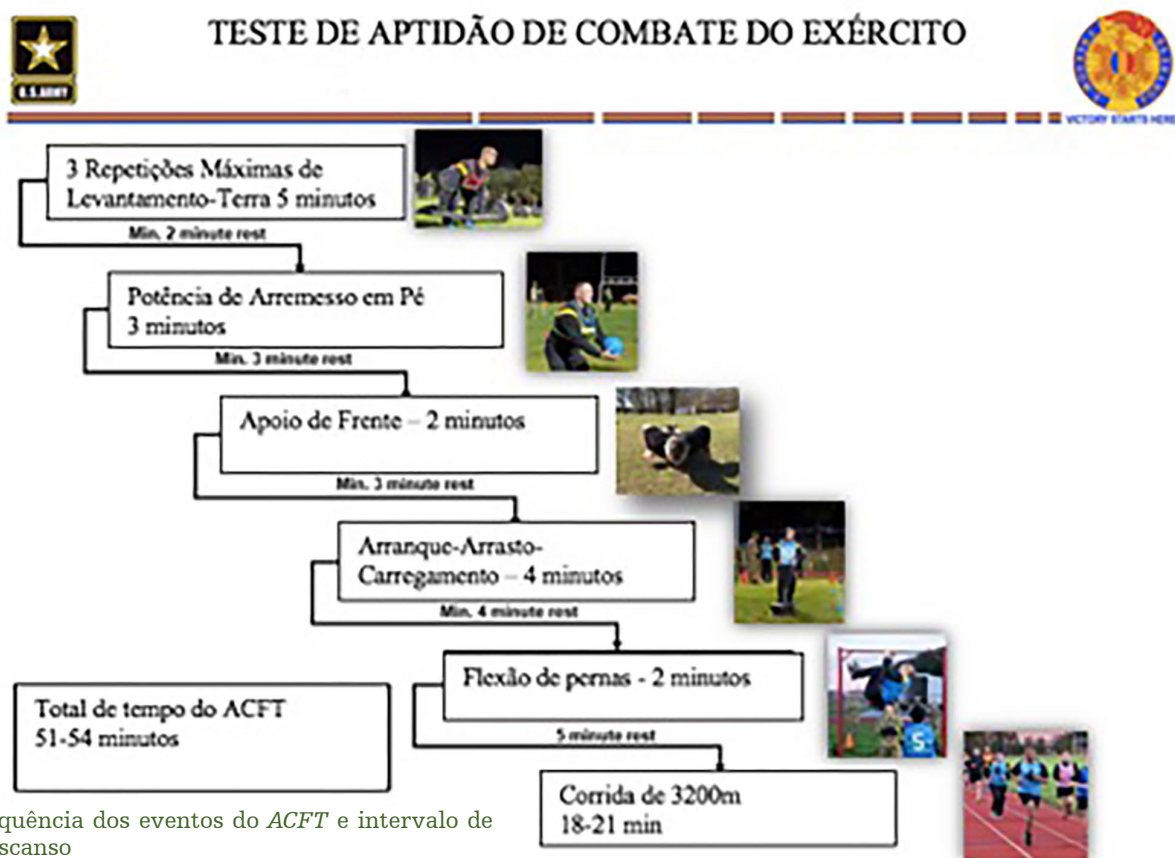 TESTE DE APTIDÃO DE COMBATE DO EXÉRCITO
U.S.ARMY
VICTORY STARTS HERE
3 Repetições Máximas de
Levantamento-Terra 5 minutos
Min. 2 minute rest
Potência de Arremesso em Pé
3 minutos
Min. 3 minute rest
Apoio de Frente – 2 minutos
Min. 3 minute rest
Arranque-Arrasto-
Carregamento – 4 minutos
Min. 4 minute rest
Flexão de pernas - 2 minutos
5
5 minute rest
Total de tempo do ACFT
51-54 minutos
Corrida de 3200m
18-21 min
quência dos eventos do ACFT e intervalo de
scanso